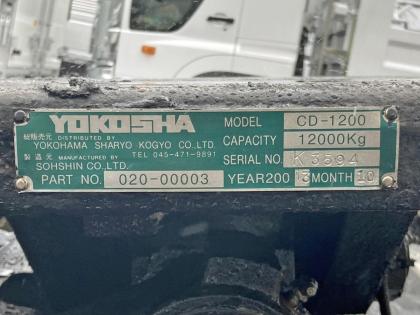 YOKOSHA
総販売元 DISTRIBUTED BY
YOKOHAMA SHARYO KOGYO CO.,LTD.
TEL 045-471-9891
製造元 MANUFACTURED BY
SOHSHIN CO.,LTD.
PART NO. 020-00003
MODEL CD-1200
CAPACITY 12000Kg
SERIAL NO. K3594
YEAR200 13 MONTH 10